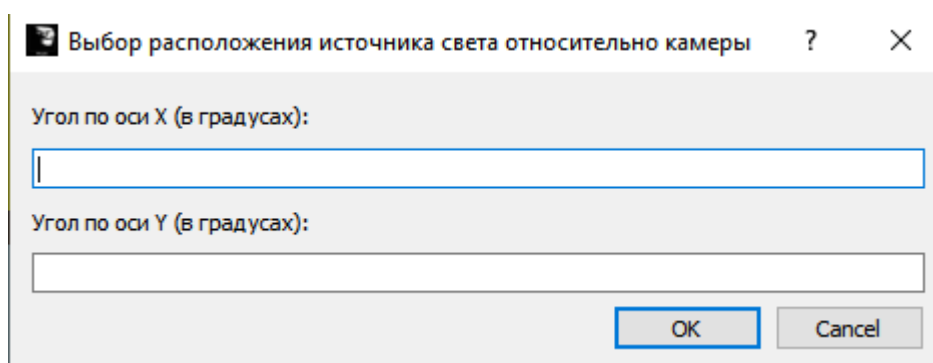 Выбор расположения источника света относительно камеры ?
Угол по оси X (в градусах):
Угол по оси Y (в градусах):
OK Cancel